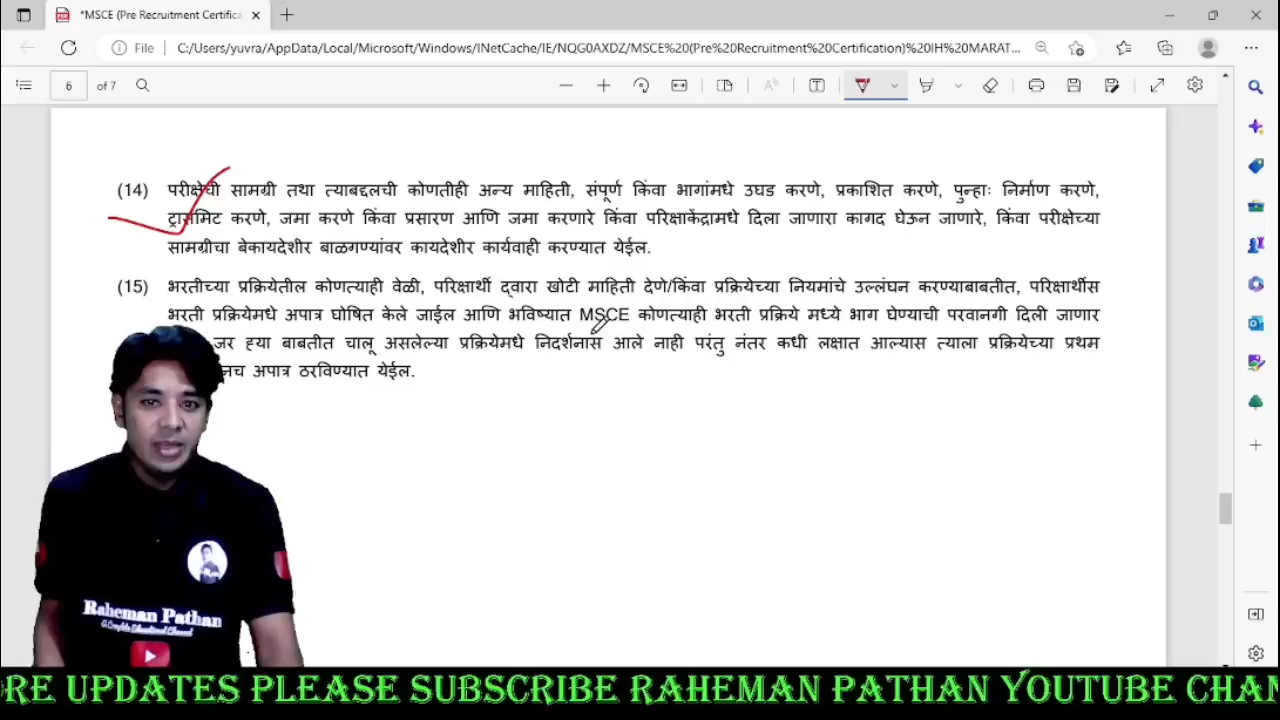 *MSCE (Pre Recruitment Certifica
File C:/Users/yuvra/AppData/Local/Microsoft/Windows/INetCache/IE/NQG0AXDZ/MSCE%20(Pre%20Recruitment%20Certification)%20IH%20MARAT...
6 of 7
(14) परीक्षेची सामग्री तथा त्याबद्दलची कोणतीही अन्य माहिती, संपूर्ण किंवा भागांमधे उघड करणे, प्रकाशित करणे, पुन्हाः निर्माण करणे,
ट्रासमिट करणे, जमा करणे किंवा प्रसारण आणि जमा करणारे किंवा परिक्षाकेंद्रामधे दिला जाणारा कागद घेऊन जाणारे, किंवा परीक्षेच्या
सामग्रीचा बेकायदेशीर बाळगण्यांवर कायदेशीर कार्यवाही करण्यात येईल.
(15) भरतीच्या प्रक्रियेतील कोणत्याही वेळी, परिक्षार्थी द्वारा खोटी माहिती देणे/किंवा प्रक्रियेच्या नियमांचे उल्लंघन करण्याबाबतीत, परिक्षार्थीस
भरती प्रक्रियेमधे अपात्र घोषित केले जाईल आणि भविष्यात MSCE कोणत्याही भरती प्रक्रिये मध्ये भाग घेण्याची परवानगी दिली जाणार
जर ह्या बाबतीत चालू असलेल्या प्रक्रियेमधे निदर्शनास आले नाही परंतु नंतर कधी लक्षात आल्यास त्याला प्रक्रियेच्या प्रथम
अपात्र ठरविण्यात येईल.
Raheman Pathan
A Complete Educational Channel
RE UPDATES PLEASE SUBSCRIBE RAHEMAN PATHAN YOUTUBE CHAN